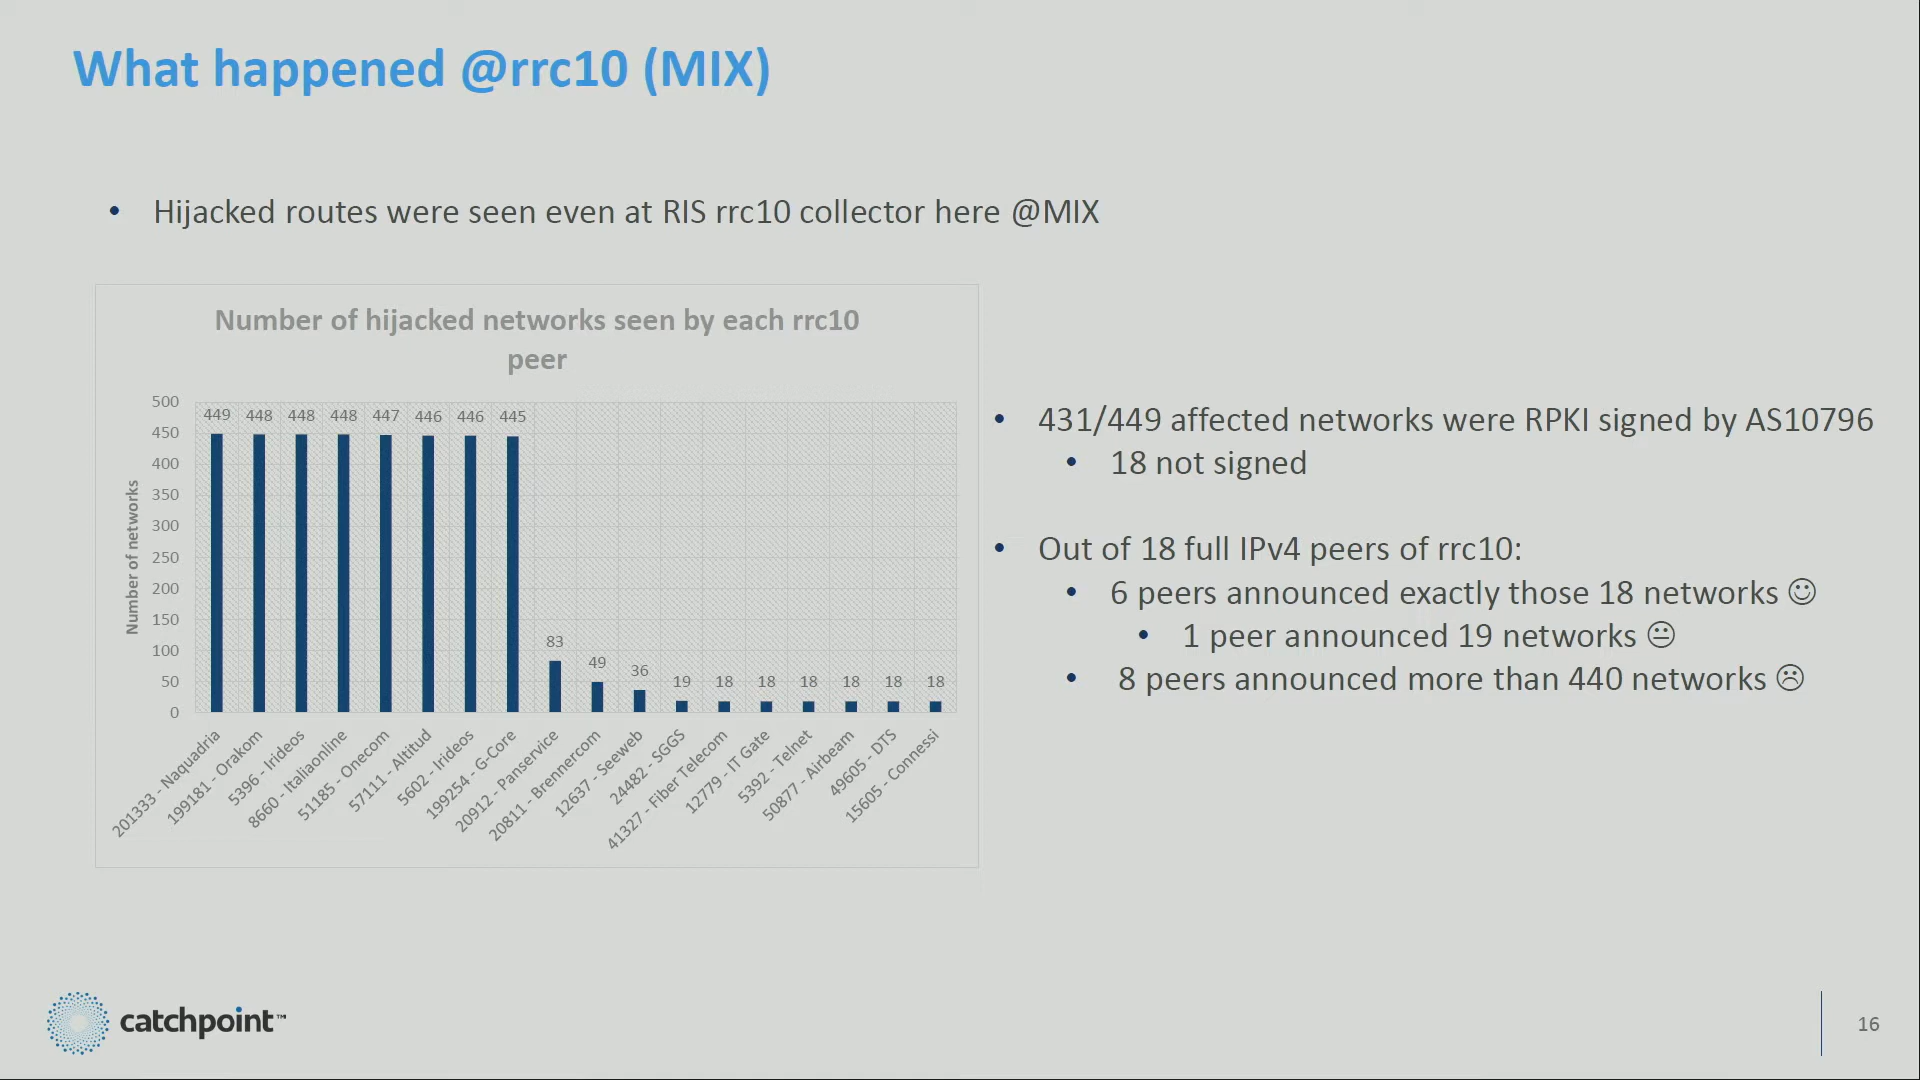 What happened @rrc10 (MIX)
• Hijacked routes were seen even at RIS rrc10 collector here @MIX
Number of hijacked networks seen by each rrc10
peer
Number of networks
500
450
400
350
300
250
200
150
100
50
0
449 448 448 448 447 446 446 445 83 49 36 19 18 18 18 18 18 18
201333 - Naquadria
199181 - Orakom
5396 - Irideos
8660 - Italiaonline
51185 - Onecom
57111 - Altitud
5602 - Irideos
199254 - G-Core
20912 - Panservice
20811 - Brennercom
12637 - Seeweb
24482 - SGGS
41327 - Fiber Telecom
12779 - IT Gate
5392 - Telnet
50877 - Airbeam
49605 - DTS
15605 - Connessi
• 431/449 affected networks were RPKI signed by AS10796
• 18 not signed
• Out of 18 full IPv4 peers of rrc10:
• 6 peers announced exactly those 18 networks ☺
• 1 peer announced 19 networks 😐
• 8 peers announced more than 440 networks ☹
catchpoint™
16